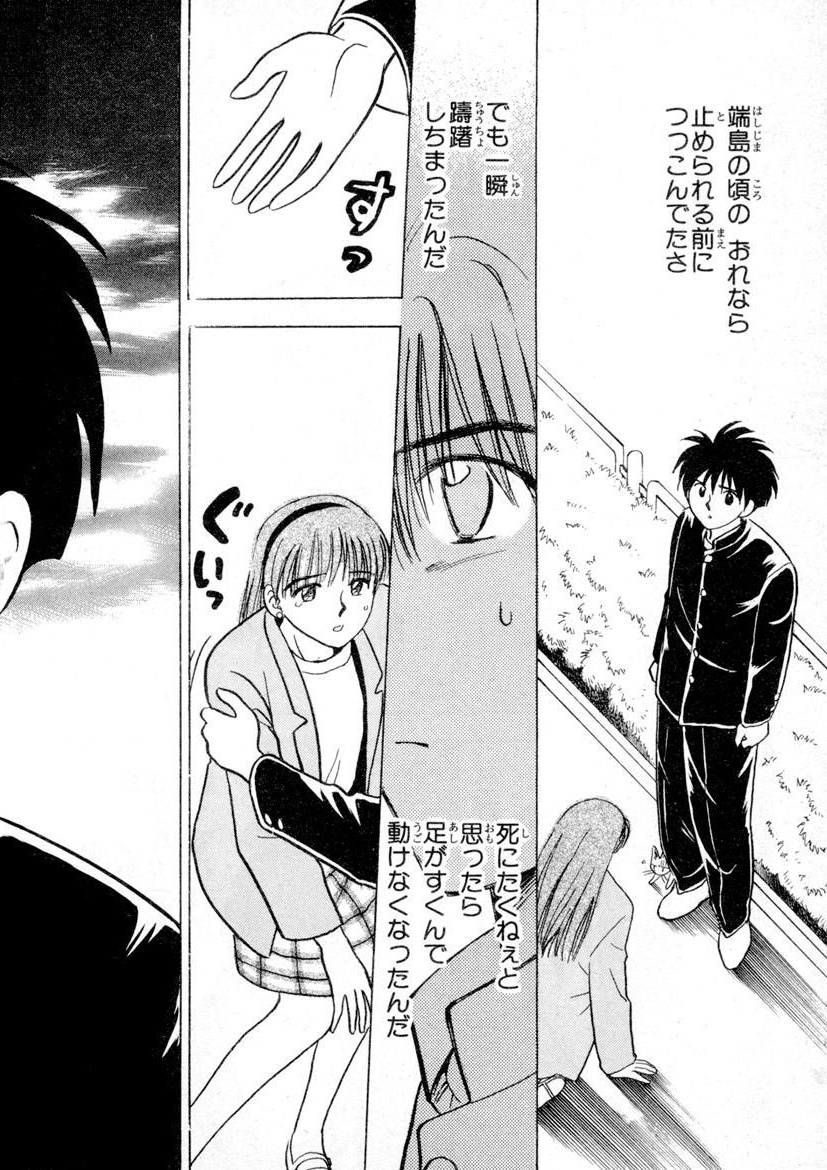 端島の頃の おれなら
止められる前に
つっこんでたさ
でも一瞬
躊躇
しちまったんだ
死にたくねぇと
思ったら
足がすくんで
動けなくなったんだ
すっ
ぐいっ